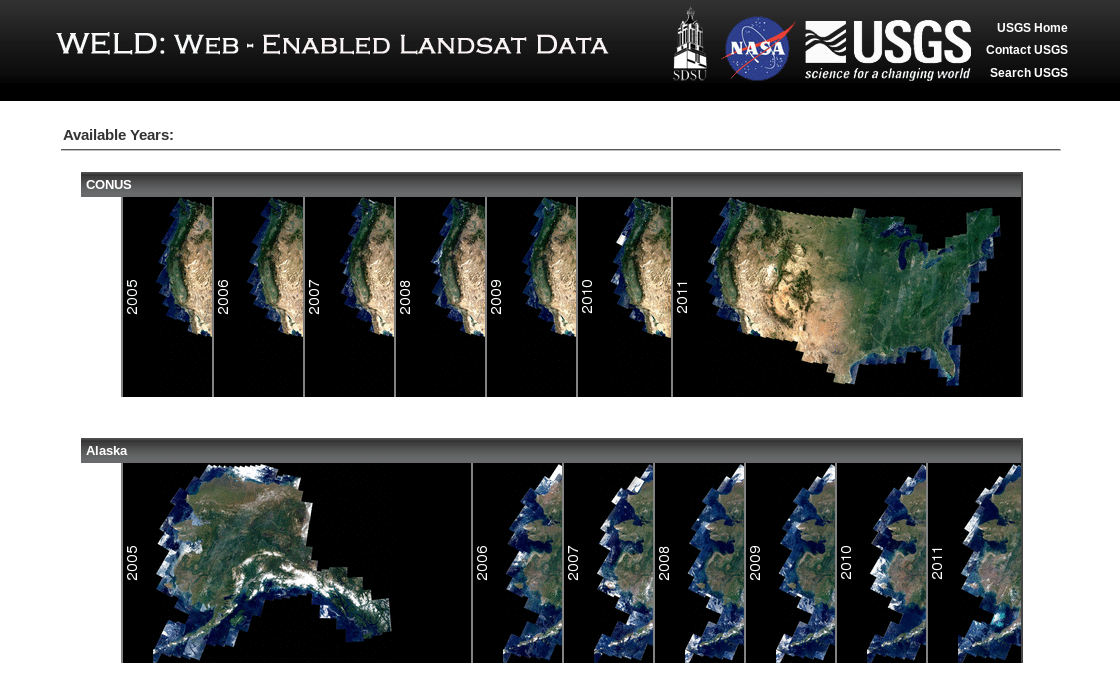 WELD: WEB - ENABLED LANDSAT DATA
SDSU
NASA
USGS
science for a changing world
USGS Home
Contact USGS
Search USGS
Available Years:
CONUS
2005
2006
2007
2008
2009
2010
2011
Alaska
2005
2006
2007
2008
2009
2010
2011